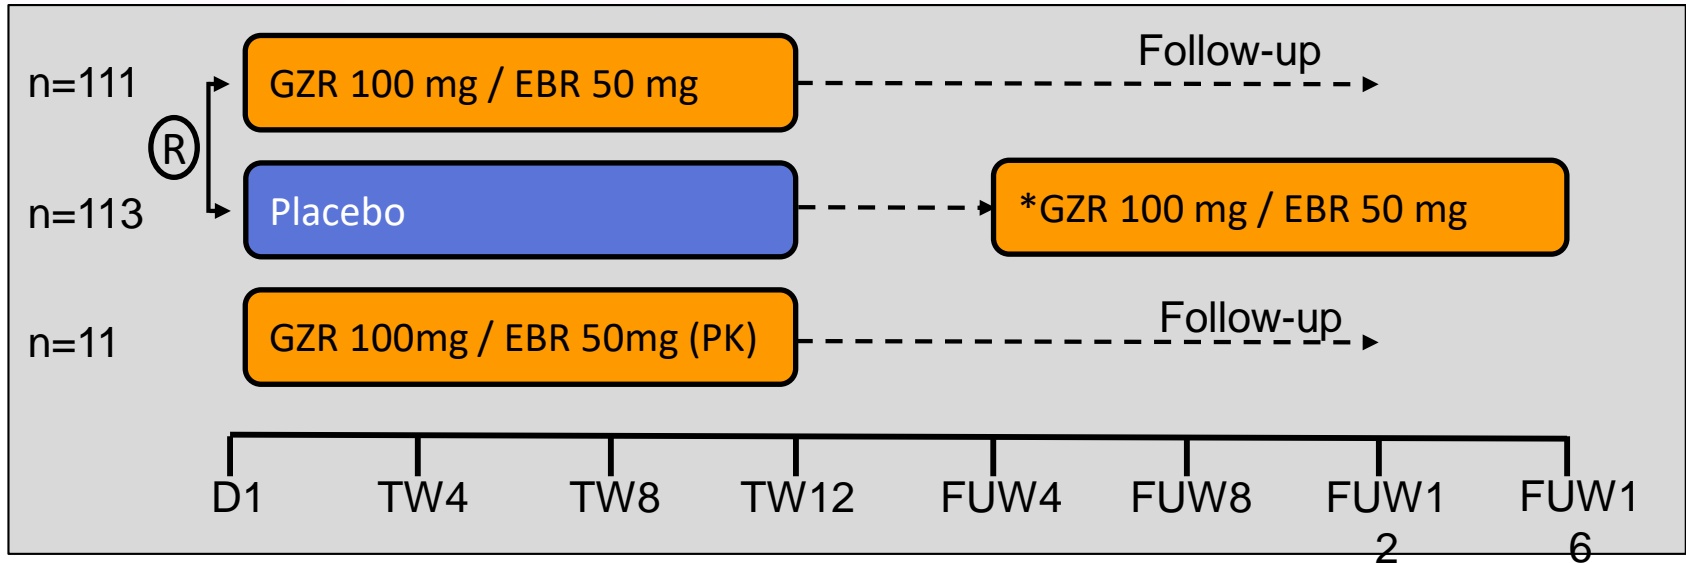 Follow-up
n=111
GZR 100 mg / EBR 50 mg
R
n=113
Placebo
*GZR 100 mg / EBR 50 mg
Follow-up
n=11
GZR 100mg / EBR 50mg (PK)
D1 TW4 TW8 TW12 FUW4 FUW8 FUW1 FUW1
2 6